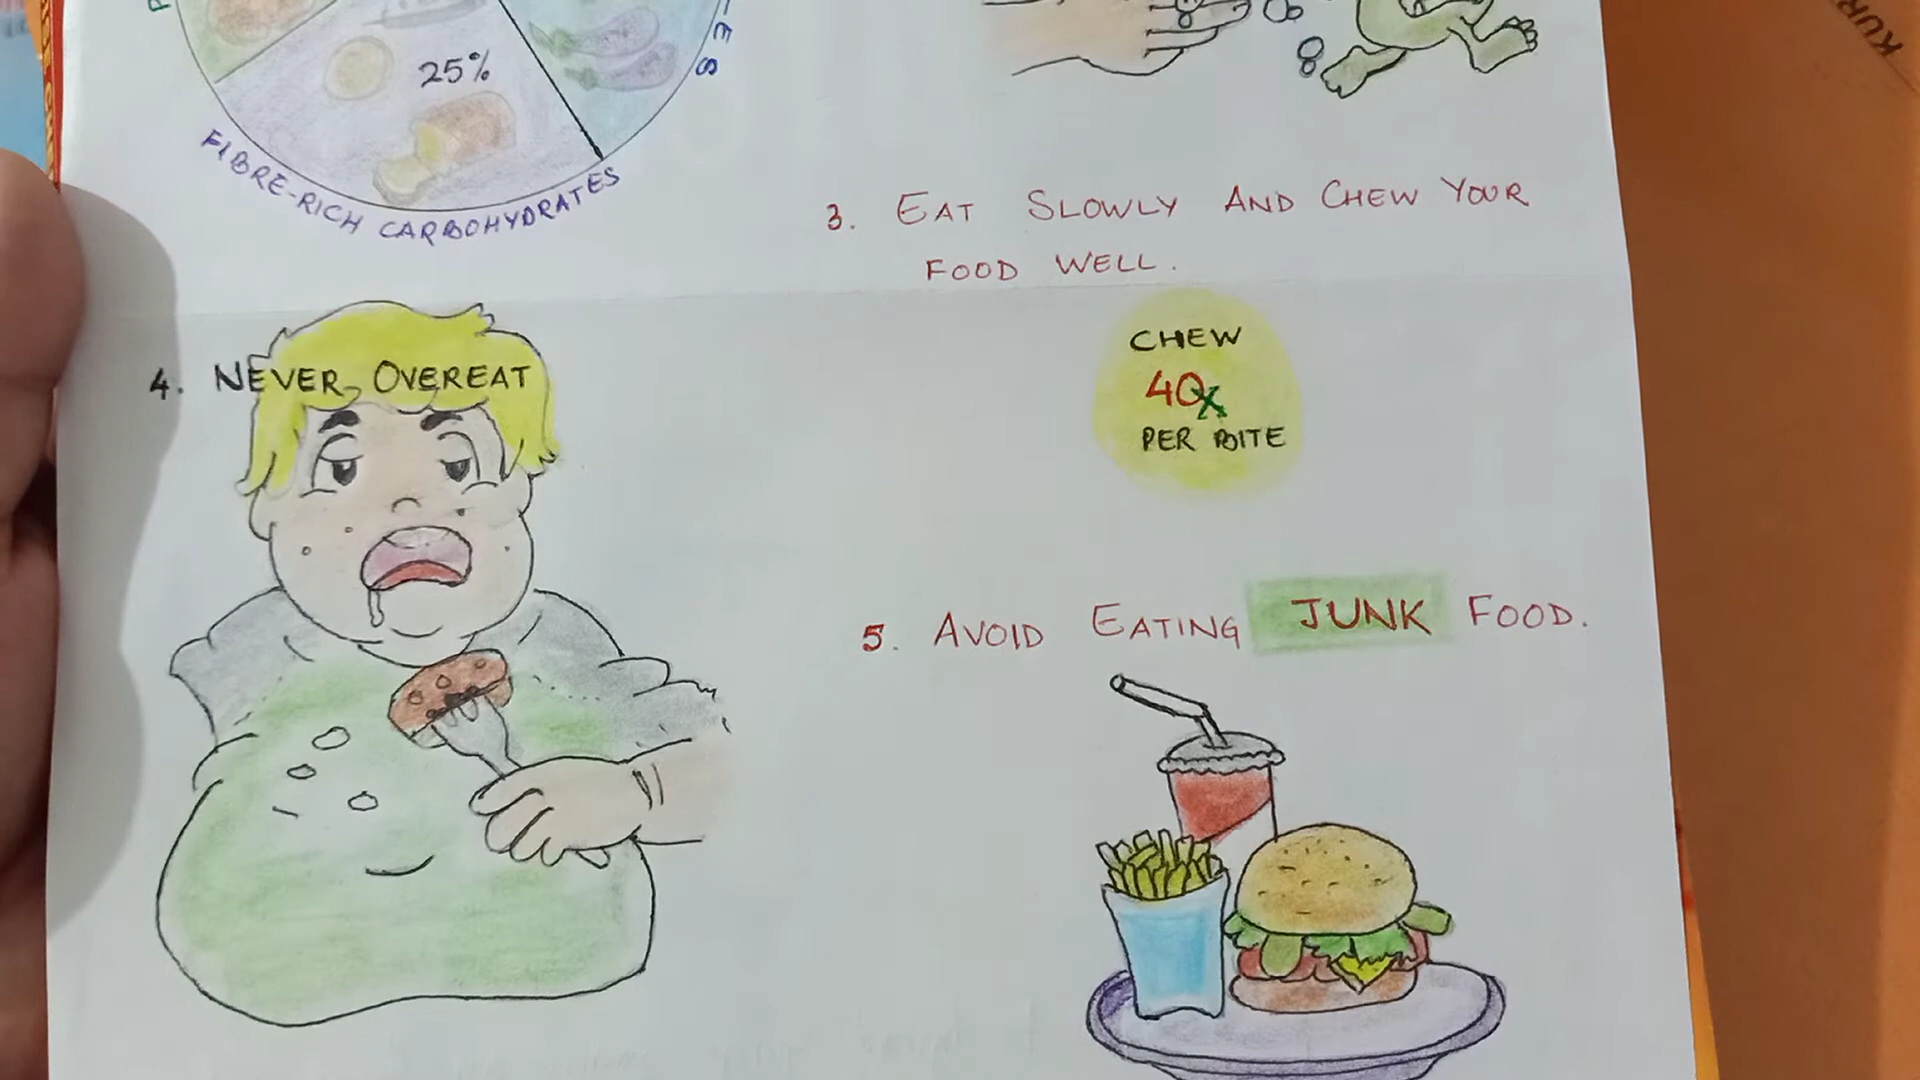 25%
FIBRE-RICH CARBOHYDRATES
3. EAT SLOWLY AND CHEW YOUR
FOOD WELL.
CHEW
40X
PER BITE
4. NEVER OVEREAT
5. AVOID EATING JUNK FOOD.